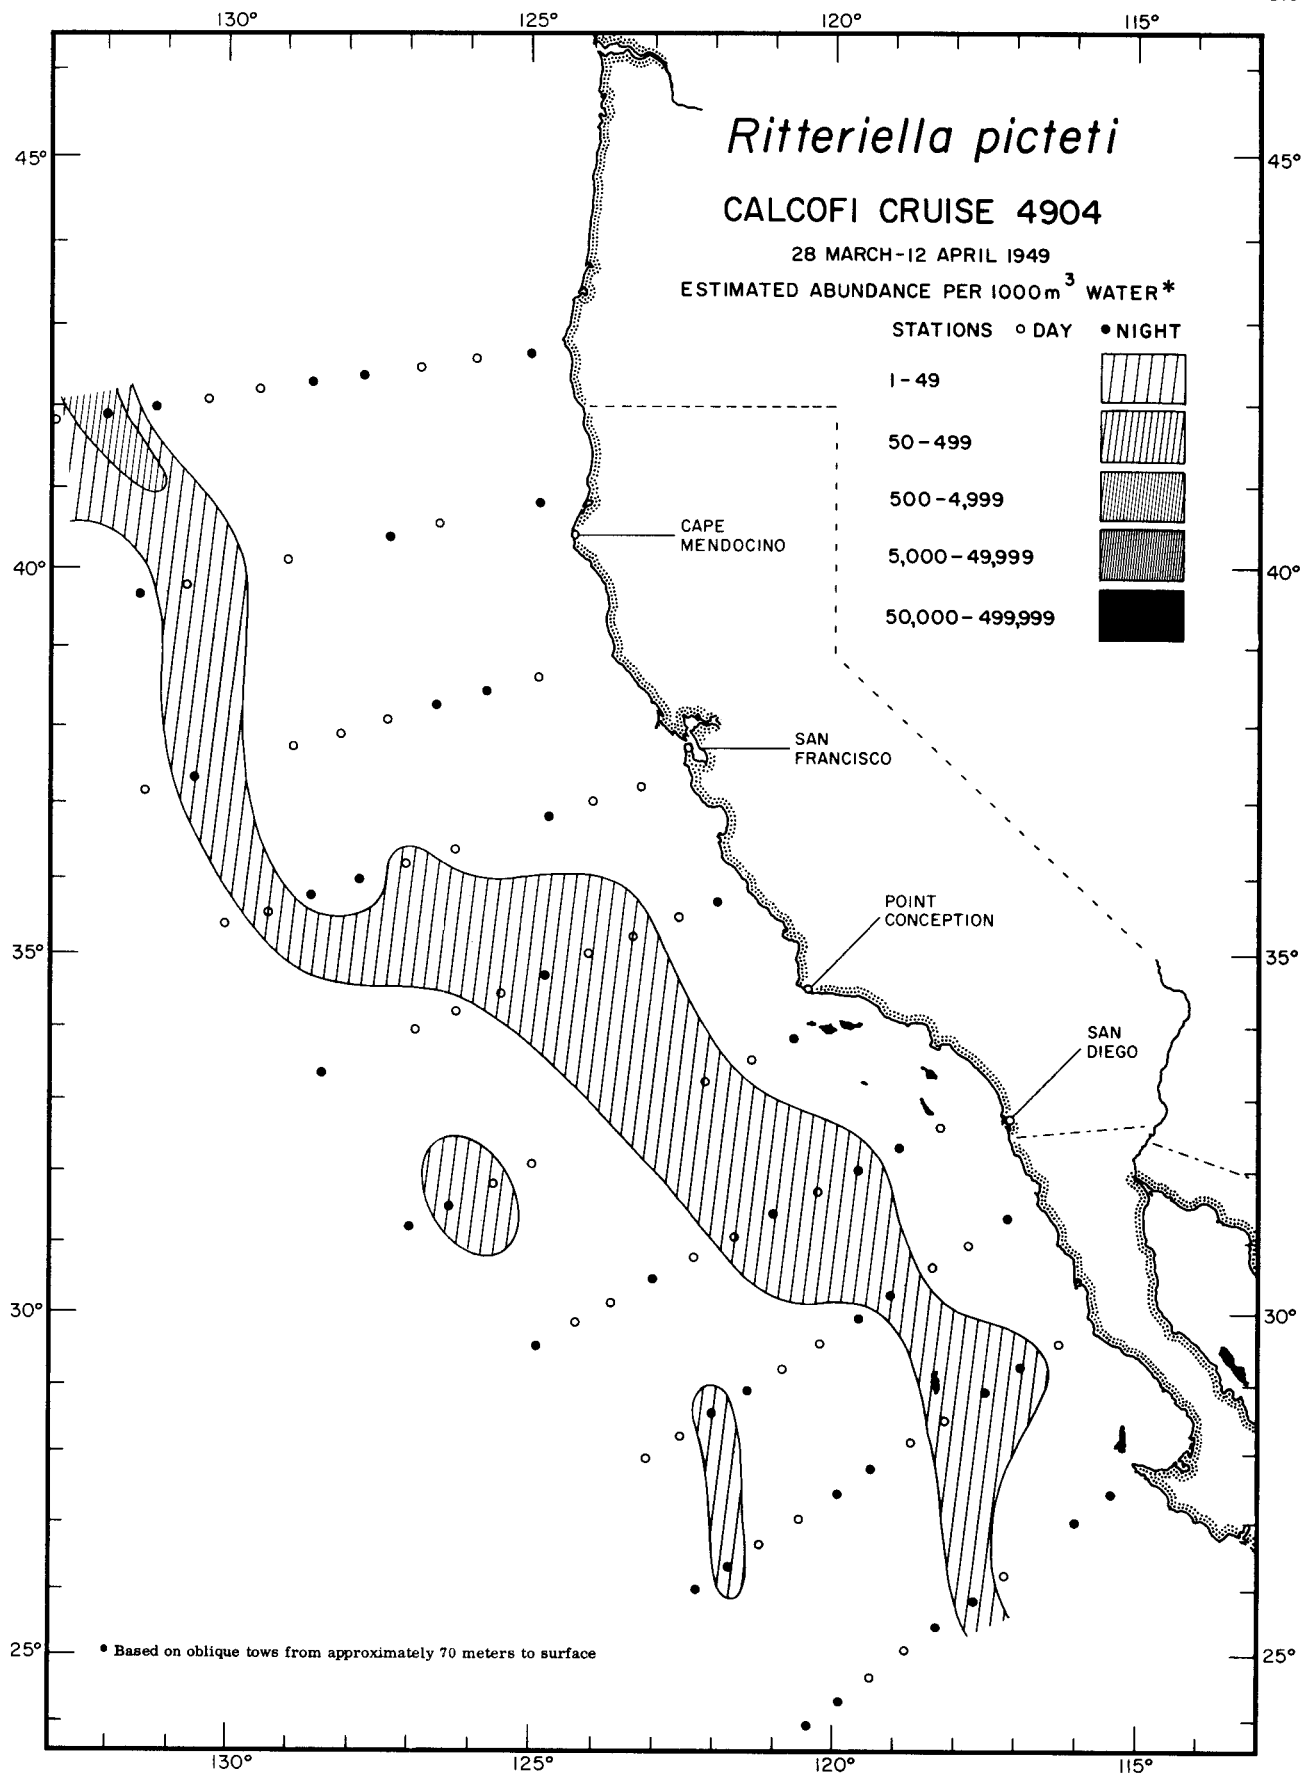 130° 125° 120° 115°
Ritteriella picteti
45° 45°
CALCOFI CRUISE 4904
28 MARCH-12 APRIL 1949
ESTIMATED ABUNDANCE PER 1000m³ WATER*
STATIONS ○ DAY ● NIGHT
1-49
50-499
500-4,999
CAPE
MENDOCINO
5,000-49,999
40° 40°
50,000-499,999
SAN
FRANCISCO
POINT
CONCEPTION
35° 35°
SAN
DIEGO
30° 30°
25° 25°
● Based on oblique tows from approximately 70 meters to surface
130° 125° 120° 115°